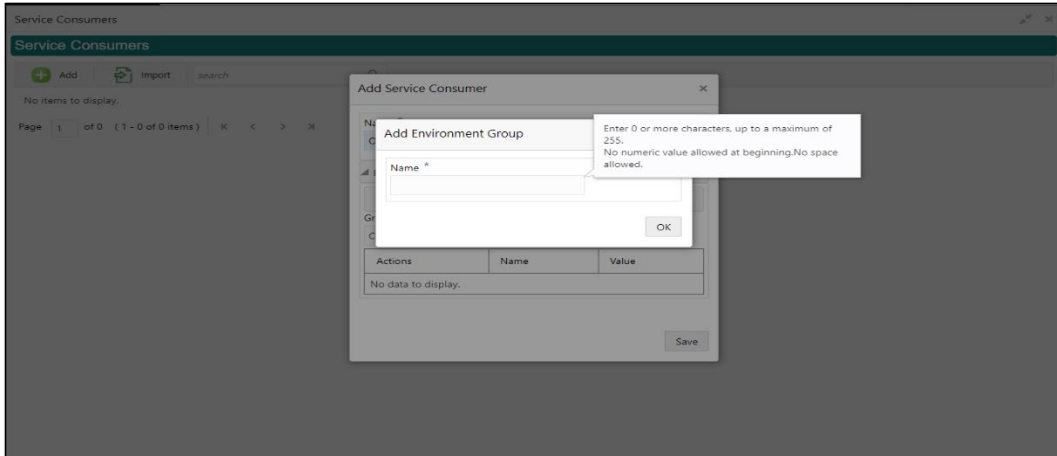 Service Consumers
Service Consumers
Add Import search
No items to display.
Page 1 of 0 (1 - 0 of 0 items) K < > Ж
Add Service Consumer ×
Add Environment Group
Enter 0 or more characters, up to a maximum of
255.
No numeric value allowed at beginning.No space
allowed.
Name *
OK
Actions Name Value
No data to display.
Save